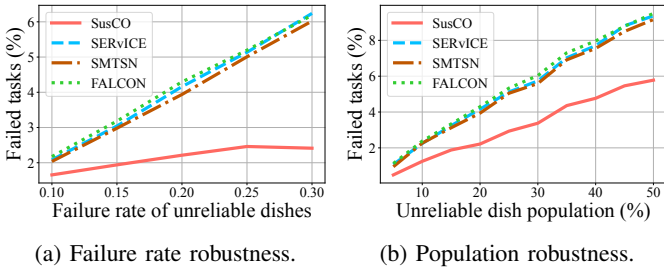 SusCO
SERvICE
SMTSN
FALCON
Failed tasks (%)
6
5
4
3
2
0.10
0.15
0.20
0.25
0.30
Failure rate of unreliable dishes
(a) Failure rate robustness.
SusCO
SERvICE
SMTSN
FALCON
Failed tasks (%)
8
6
4
2
10
20
30
40
50
Unreliable dish population (%)
(b) Population robustness.